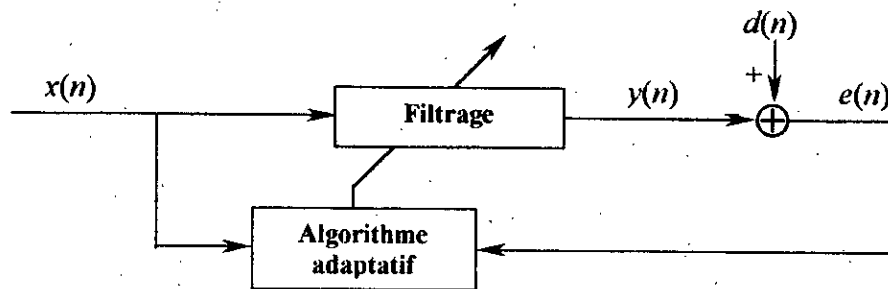 d(n)
x(n)
+
Filtrage
y(n)
e(n)
Algorithme
adaptatif